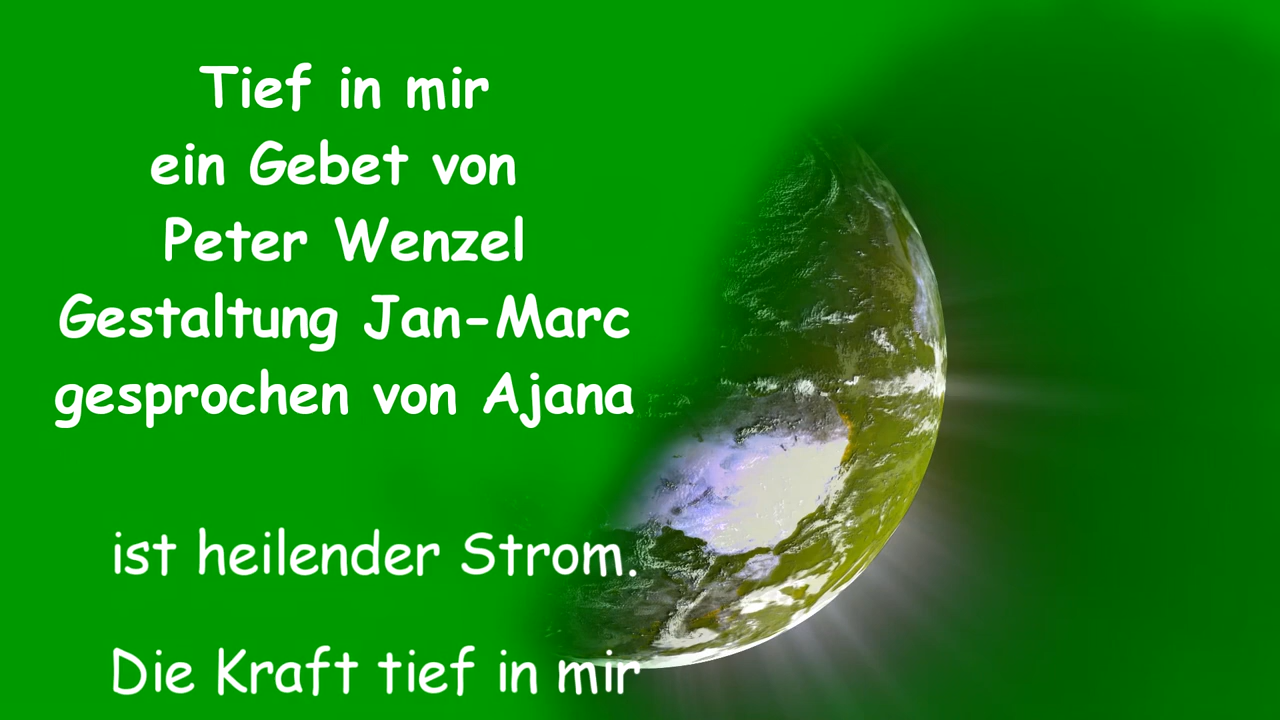 Tief in mir
ein Gebet von
Peter Wenzel
Gestaltung Jan-Marc
gesprochen von Ajana
ist heilender Strom.
Die Kraft tief in mir